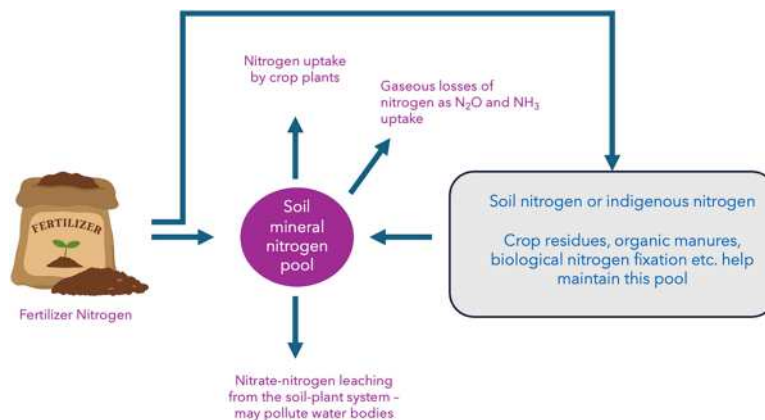 Nitrogen uptake
by crop plants
Gaseous losses of
nitrogen as N₂O and NH₃
uptake
FERTILIZER
Fertilizer Nitrogen
Soil
mineral
nitrogen
pool
Soil nitrogen or indigenous nitrogen
Crop residues, organic manures,
biological nitrogen fixation etc. help
maintain this pool
Nitrate-nitrogen leaching
from the soil-plant system –
may pollute water bodies